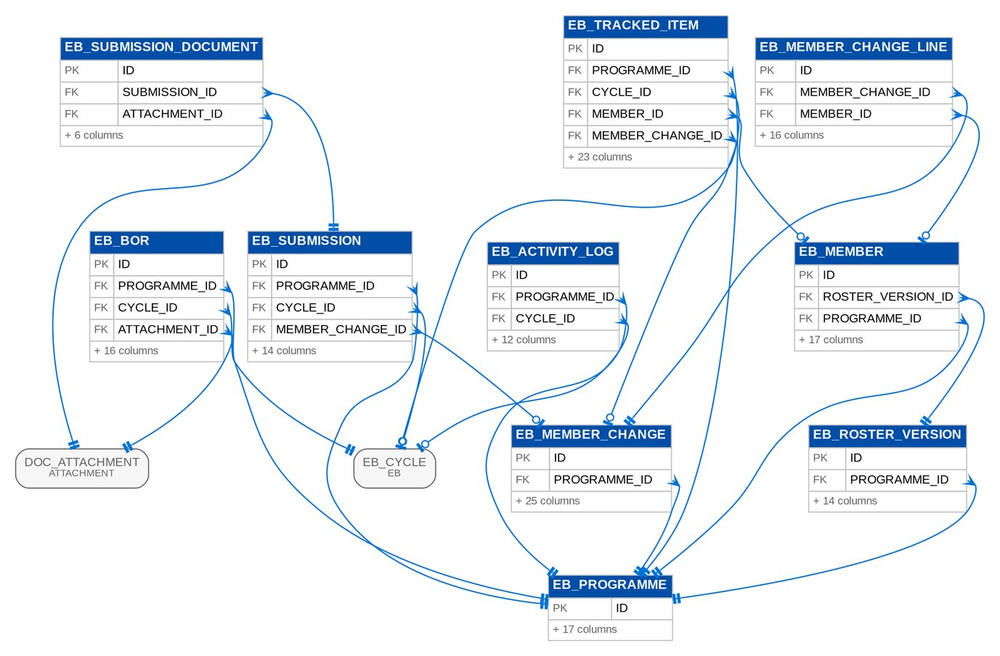 EB_SUBMISSION_DOCUMENT
PK ID
FK SUBMISSION_ID
FK ATTACHMENT_ID
+ 6 columns
EB_TRACKED_ITEM
PK ID
FK PROGRAMME_ID
FK CYCLE_ID
FK MEMBER_ID
FK MEMBER_CHANGE_ID
+ 23 columns
EB_MEMBER_CHANGE_LINE
PK ID
FK MEMBER_CHANGE_ID
FK MEMBER_ID
+ 16 columns
EB_BOR
PK ID
FK PROGRAMME_ID
FK CYCLE_ID
FK ATTACHMENT_ID
+ 16 columns
EB_SUBMISSION
PK ID
FK PROGRAMME_ID
FK CYCLE_ID
FK MEMBER_CHANGE_ID
+ 14 columns
EB_ACTIVITY_LOG
PK ID
FK PROGRAMME_ID
FK CYCLE_ID
+ 12 columns
EB_MEMBER
PK ID
FK ROSTER_VERSION_ID
FK PROGRAMME_ID
+ 17 columns
DOC_ATTACHMENT
ATTACHMENT
EB_CYCLE
EB
EB_MEMBER_CHANGE
PK ID
FK PROGRAMME_ID
+ 25 columns
EB_ROSTER_VERSION
PK ID
FK PROGRAMME_ID
+ 14 columns
EB_PROGRAMME
PK ID
+ 17 columns